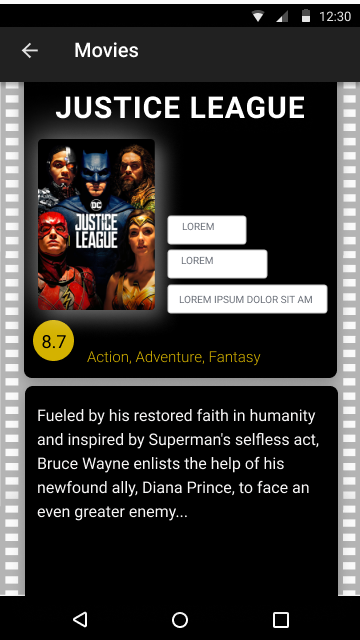 12:30
Movies
JUSTICE LEAGUE
DC
JUSTICE
LEAGUE
LOREM
LOREM
LOREM IPSUM DOLOR SIT AM
8.7
Action, Adventure, Fantasy
Fueled by his restored faith in humanity
and inspired by Superman's selfless act,
Bruce Wayne enlists the help of his
newfound ally, Diana Prince, to face an
even greater enemy...